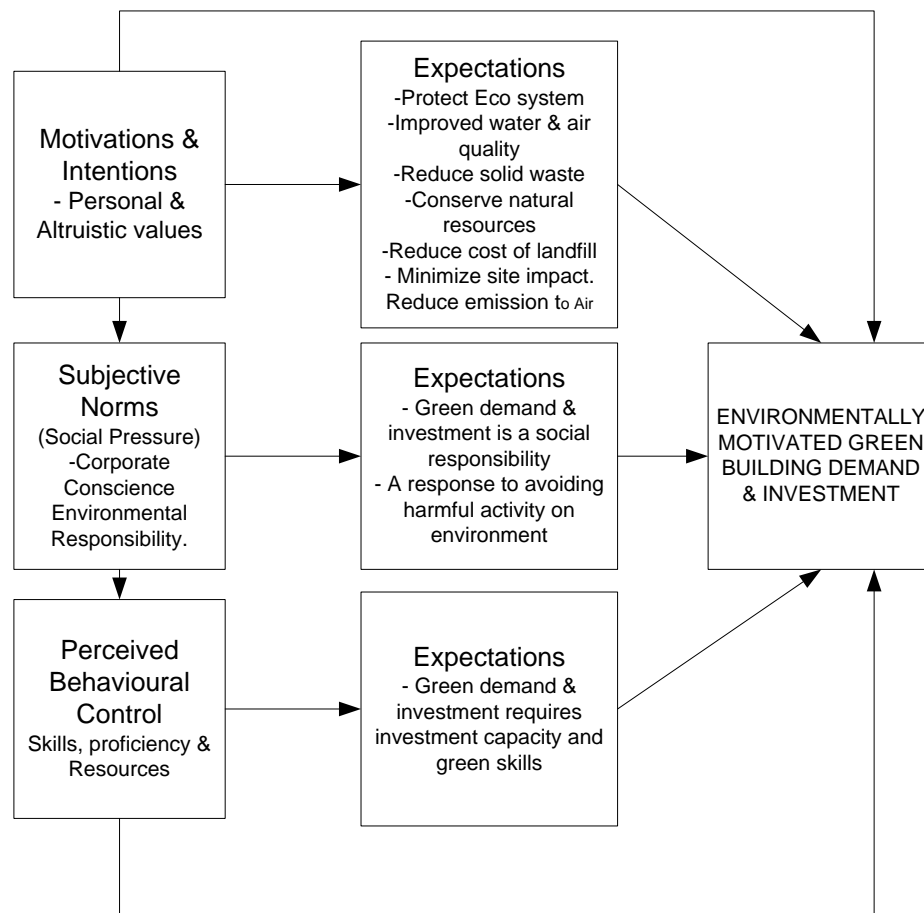 Motivations &
Intentions
- Personal &
Altruistic values
Expectations
-Protect Eco system
-Improved water & air
quality
-Reduce solid waste
-Conserve natural
resources
-Reduce cost of landfill
- Minimize site impact.
Reduce emission to Air
Subjective
Norms
(Social Pressure)
-Corporate
Conscience
Environmental
Responsibility.
Expectations
- Green demand &
investment is a social
responsibility
- A response to avoiding
harmful activity on
environment
ENVIRONMENTALLY
MOTIVATED GREEN
BUILDING DEMAND
& INVESTMENT
Perceived
Behavioural
Control
Skills, proficiency &
Resources
Expectations
- Green demand &
investment requires
investment capacity and
green skills